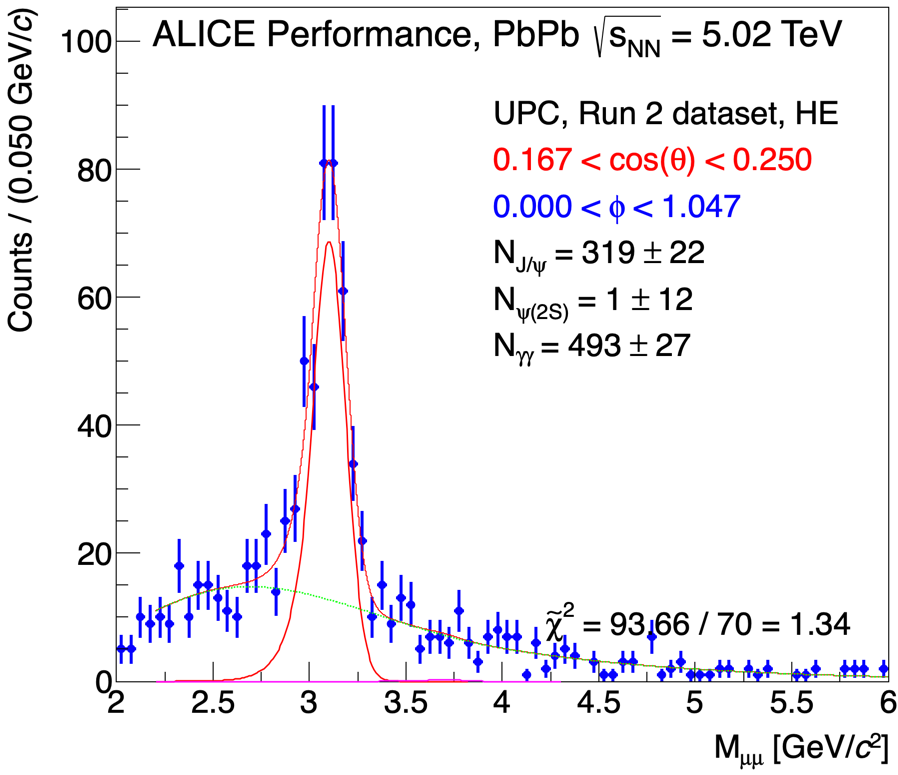 ALICE Performance, PbPb √s_NN = 5.02 TeV
UPC, Run 2 dataset, HE
0.167 < cos(θ) < 0.250
0.000 < ϕ < 1.047
N_J/ψ = 319 ± 22
N_ψ(2S) = 1 ± 12
N_γγ = 493 ± 27
χ̃² = 93.66 / 70 = 1.34
Counts / (0.050 GeV/c)
100
80
60
40
20
0
2 2.5 3 3.5 4 4.5 5 5.5 6
M_μμ [GeV/c²]